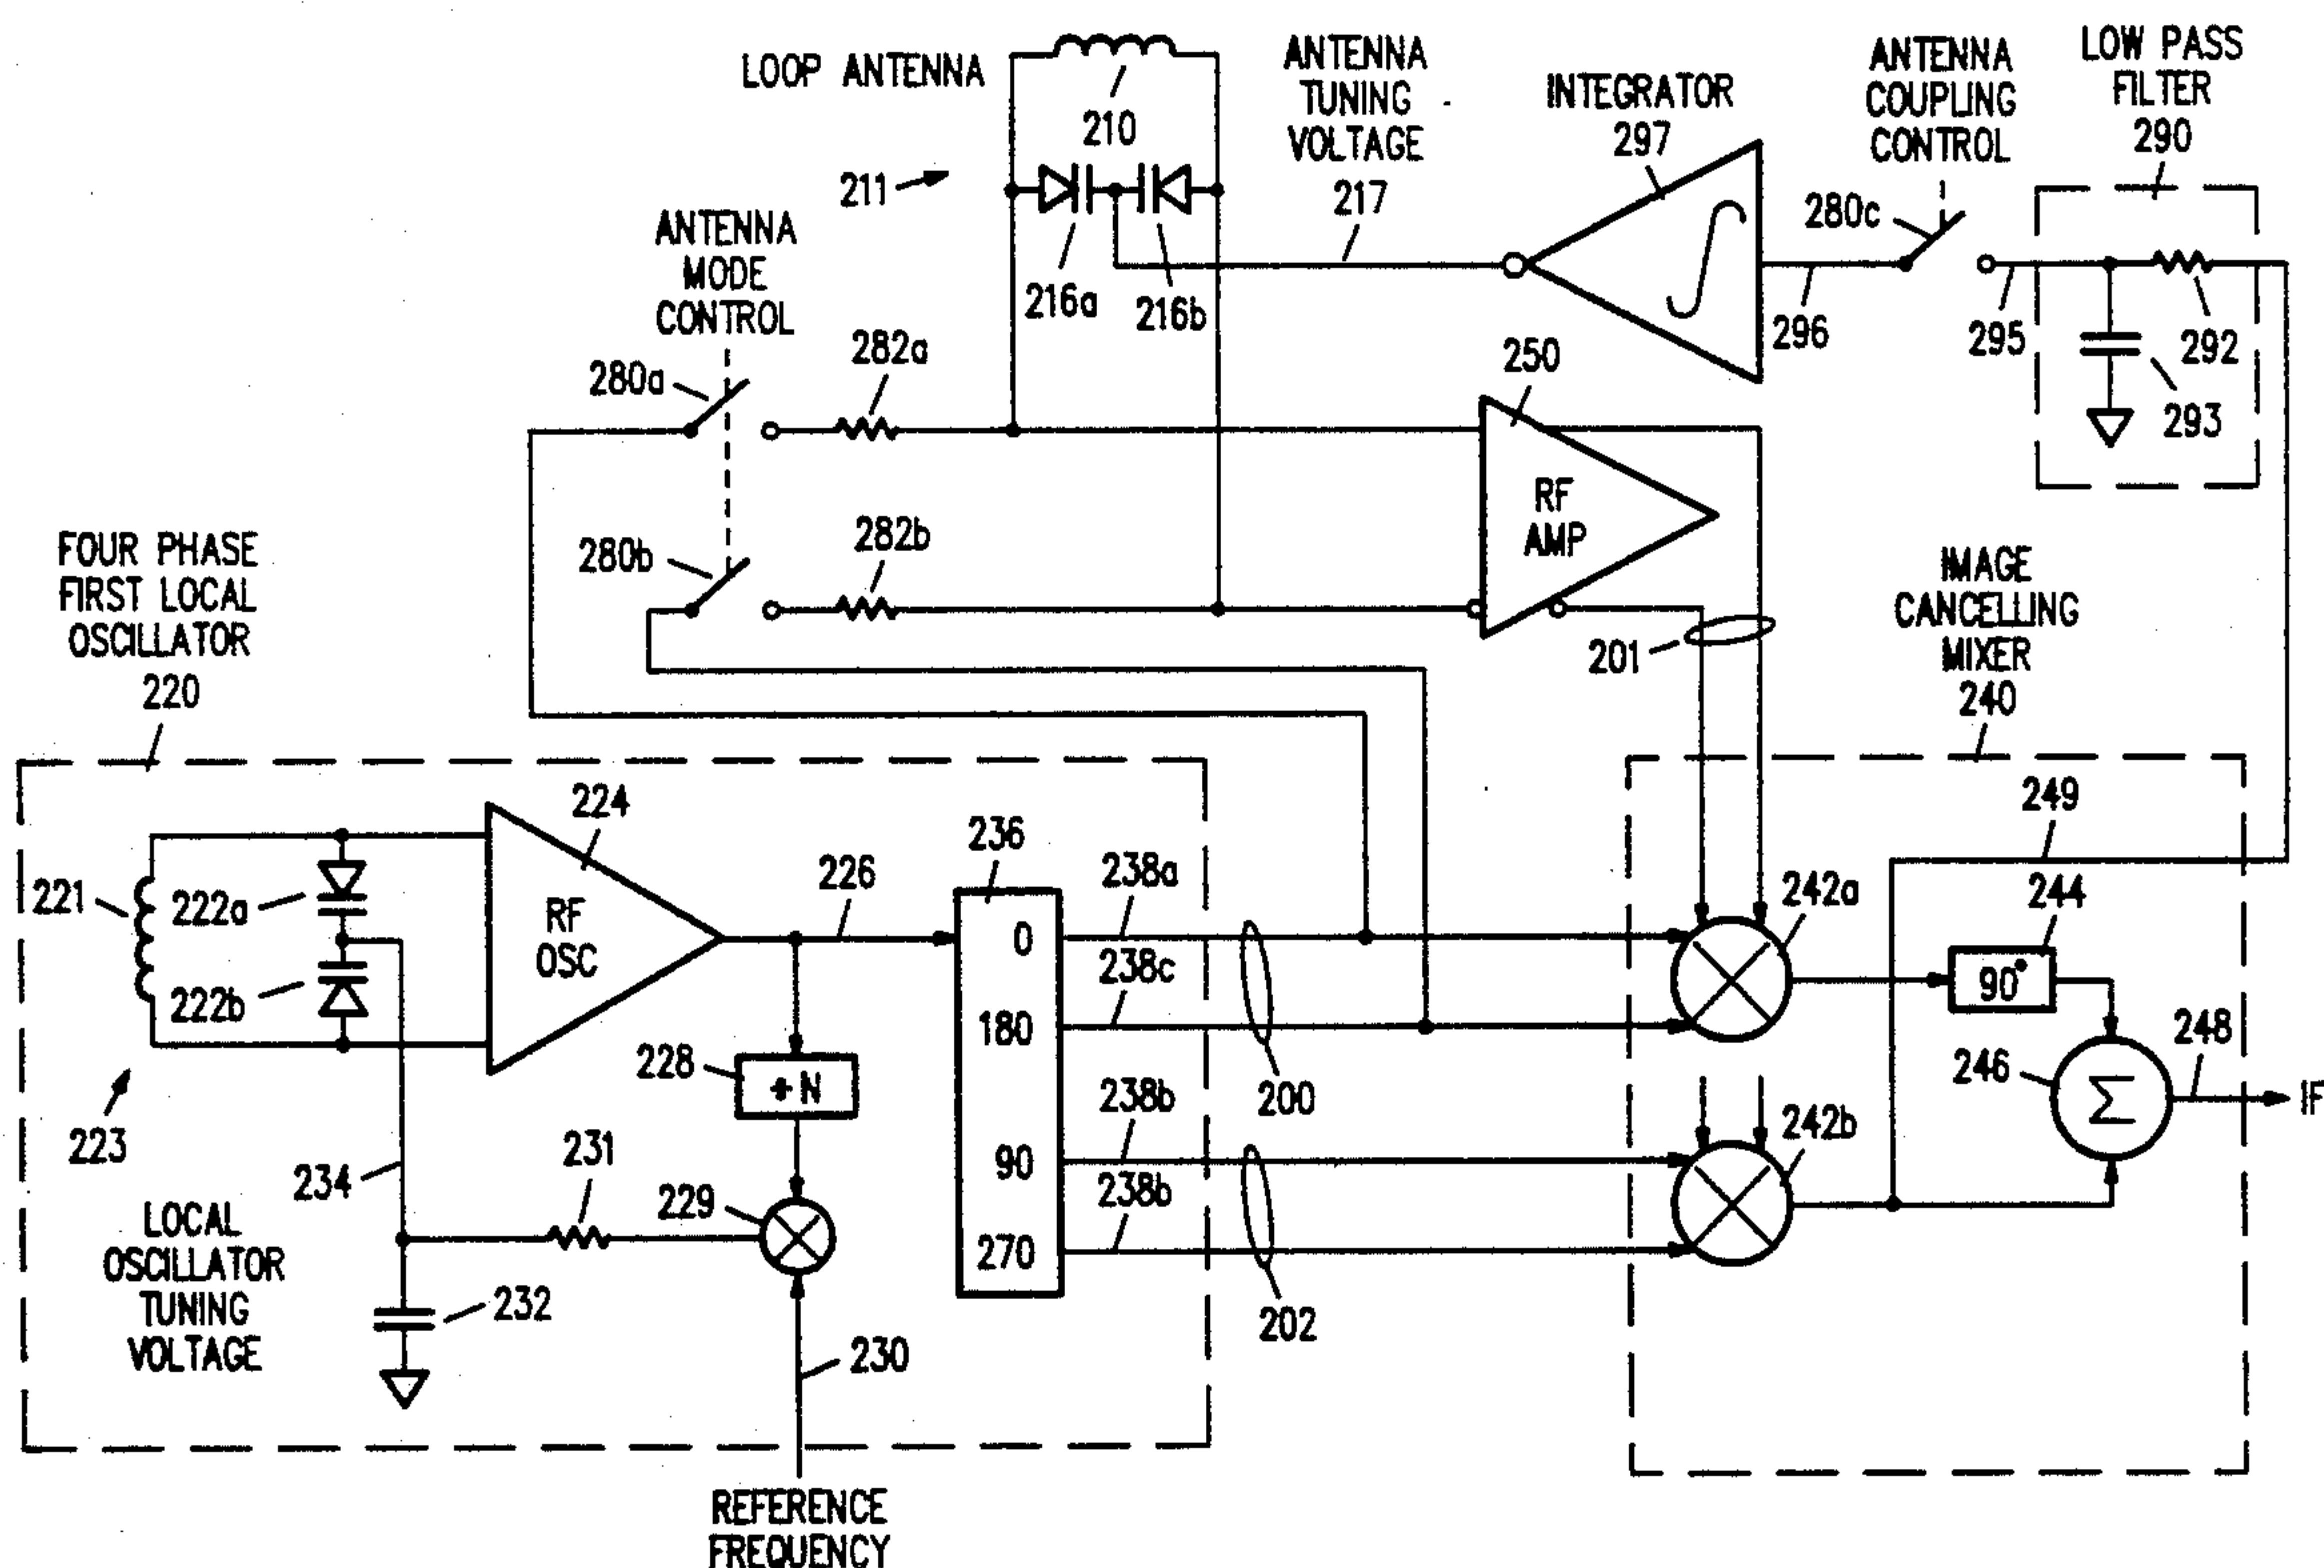 LOOP ANTENNA
210
211
216a
216b
ANTENNA
TUNING
VOLTAGE
217
INTEGRATOR
297
ANTENNA
COUPLING
CONTROL
280c
296
LOW PASS
FILTER
290
295
292
293
ANTENNA
MODE
CONTROL
280a
282a
280b
282b
250
RF
AMP
201
FOUR PHASE
FIRST LOCAL
OSCILLATOR
220
IMAGE
CANCELLING
MIXER
240
221
222a
222b
223
224
RF
OSC
226
228
÷N
229
230
231
232
234
LOCAL
OSCILLATOR
TUNING
VOLTAGE
REFERENCE
FREQUENCY
236
0
180
90
270
238a
238c
238b
238b
200
202
249
242a
244
90°
242b
246
Σ
248
IF